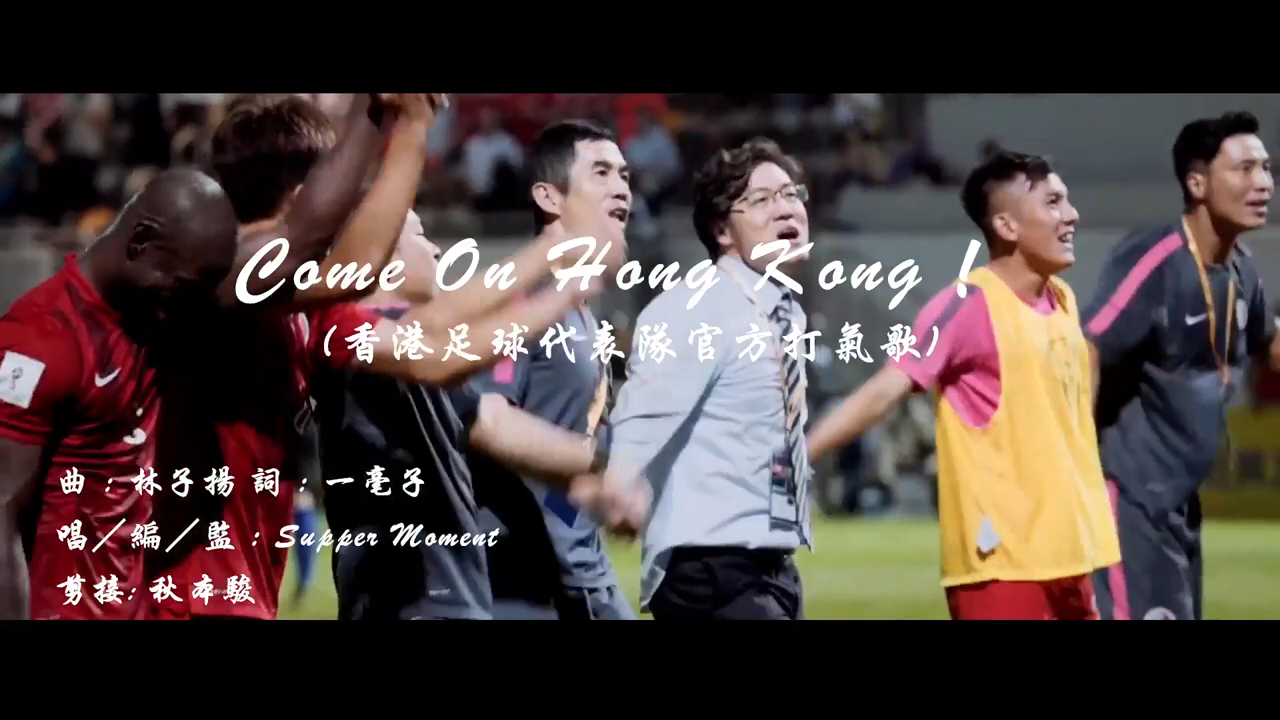 Come On Hong Kong !
(香港足球代表隊官方打氣歌)
曲 : 林子揚 詞 : 一毫子
唱／編／監 : Supper Moment
剪接: 秋本駿